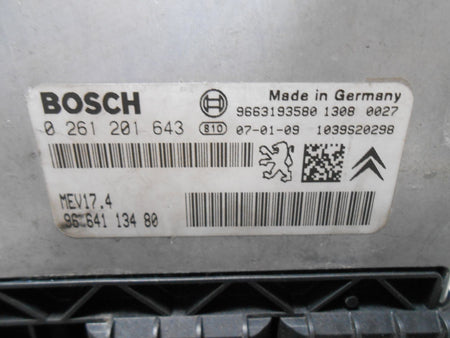 BOSCH
Made in Germany
9663193580 1308 0027
0 261 201 643 810 07-01-09 1039S20298
MEV17.4
96 641 134 80